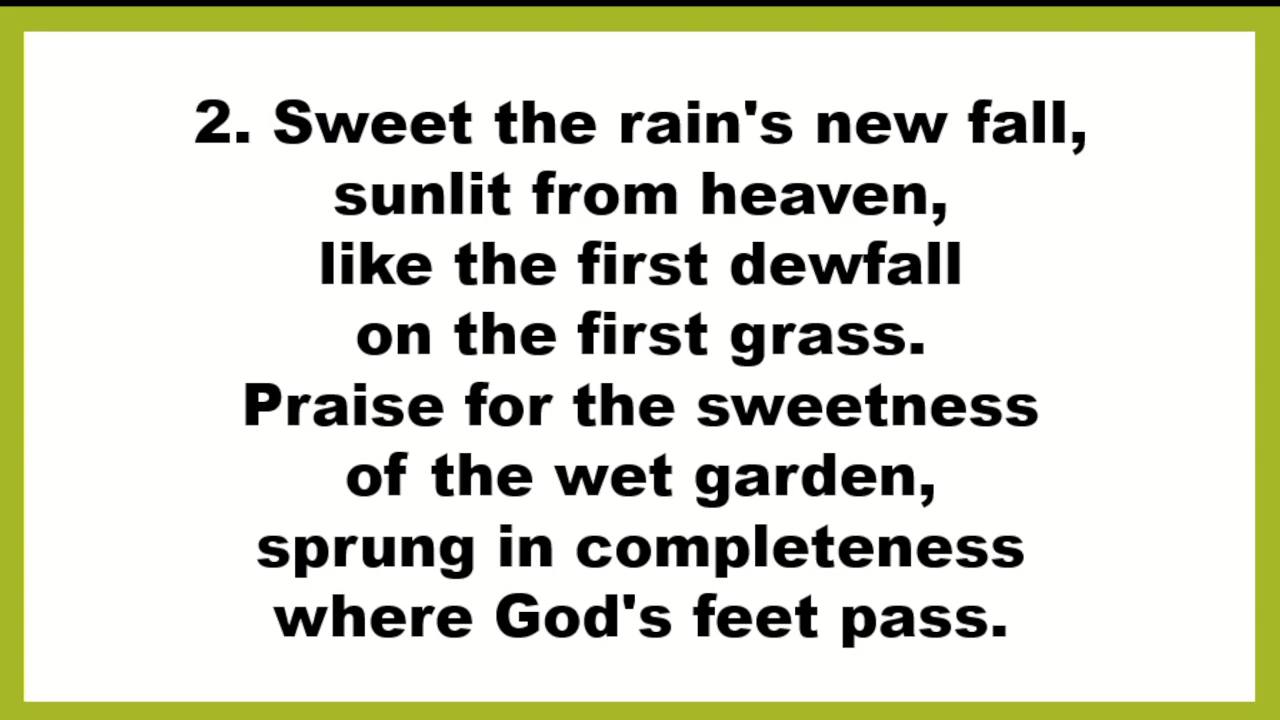 2. Sweet the rain's new fall,
sunlit from heaven,
like the first dewfall
on the first grass.
Praise for the sweetness
of the wet garden,
sprung in completeness
where God's feet pass.